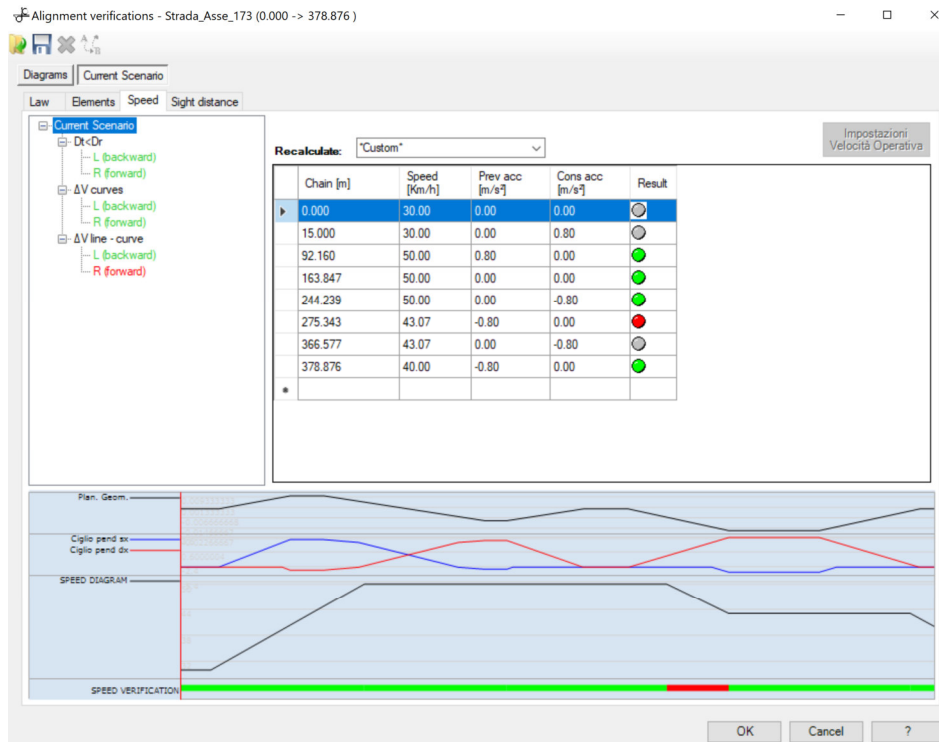 Alignment verifications - Strada_Asse_173 (0.000 -> 378.876 )
Diagrams Current Scenario
Law Elements Speed Sight distance
Current Scenario
Dt<Dr
L (backward)
R (forward)
ΔV curves
L (backward)
R (forward)
ΔV line - curve
L (backward)
R (forward)
Recalculate: "Custom"
Impostazioni
Velocità Operativa
Chain [m] Speed [Km/h] Prev acc [m/s²] Cons acc [m/s²] Result
0.000 30.00 0.00 0.00
15.000 30.00 0.00 0.80
92.160 50.00 0.80 0.00
163.847 50.00 0.00 0.00
244.239 50.00 0.00 -0.80
275.343 43.07 -0.80 0.00
366.577 43.07 0.00 -0.80
378.876 40.00 -0.80 0.00
Plan. Geom.
Ciglio pend sx
Ciglio pend dx
SPEED DIAGRAM
SPEED VERIFICATION
OK Cancel ?